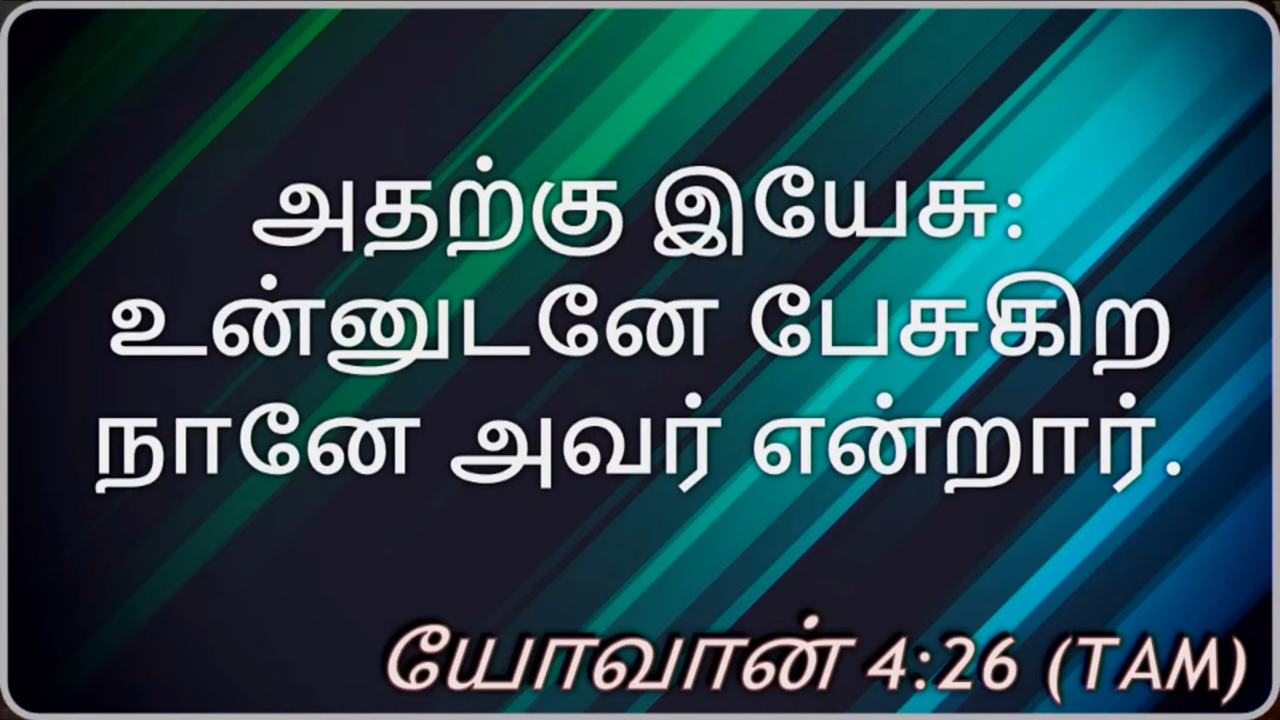 அதற்கு இயேசு:
உன்னுடனே பேசுகிற
நானே அவர் என்றார்.
யோவான் 4:26 (TAM)